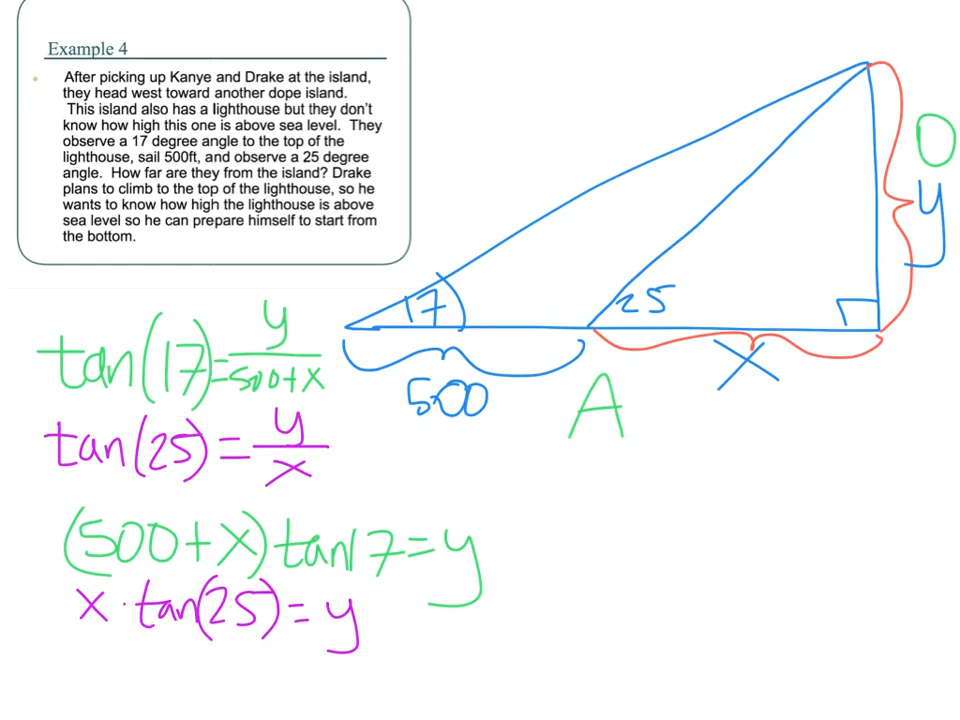 Example 4
After picking up Kanye and Drake at the island,
they head west toward another dope island.
This island also has a lighthouse but they don't
know how high this one is above sea level. They
observe a 17 degree angle to the top of the
lighthouse, sail 500ft, and observe a 25 degree
angle. How far are they from the island? Drake
plans to climb to the top of the lighthouse, so he
wants to know how high the lighthouse is above
sea level so he can prepare himself to start from
the bottom.
O
y
17
25
500
A
X
tan(17)=y/500+x
tan(25)=y/x
(500+x)tan17=y
x·tan(25)=y